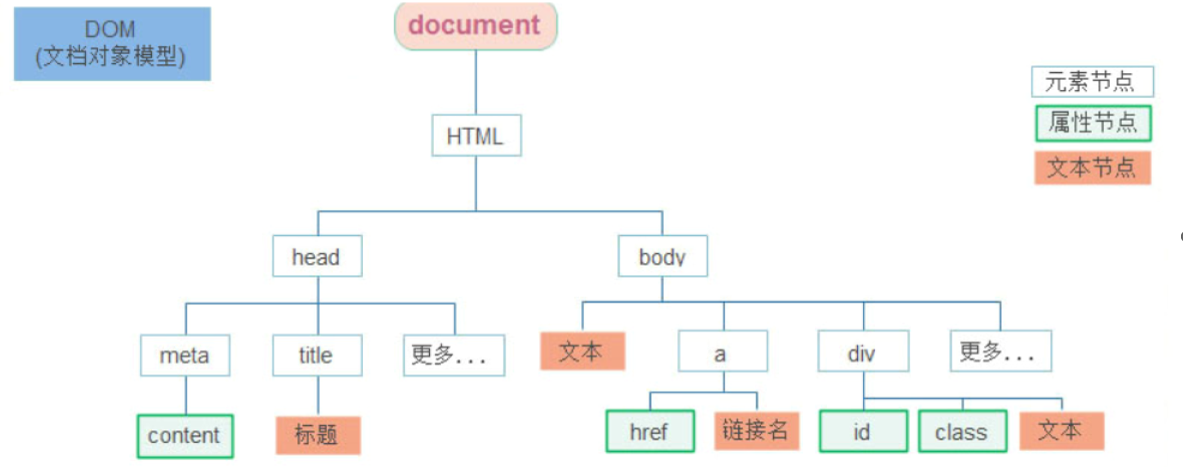 DOM
(文档对象模型)
document
元素节点
属性节点
文本节点
HTML
head
body
meta
title
更多...
文本
a
div
更多...
content
标题
href
链接名
id
class
文本